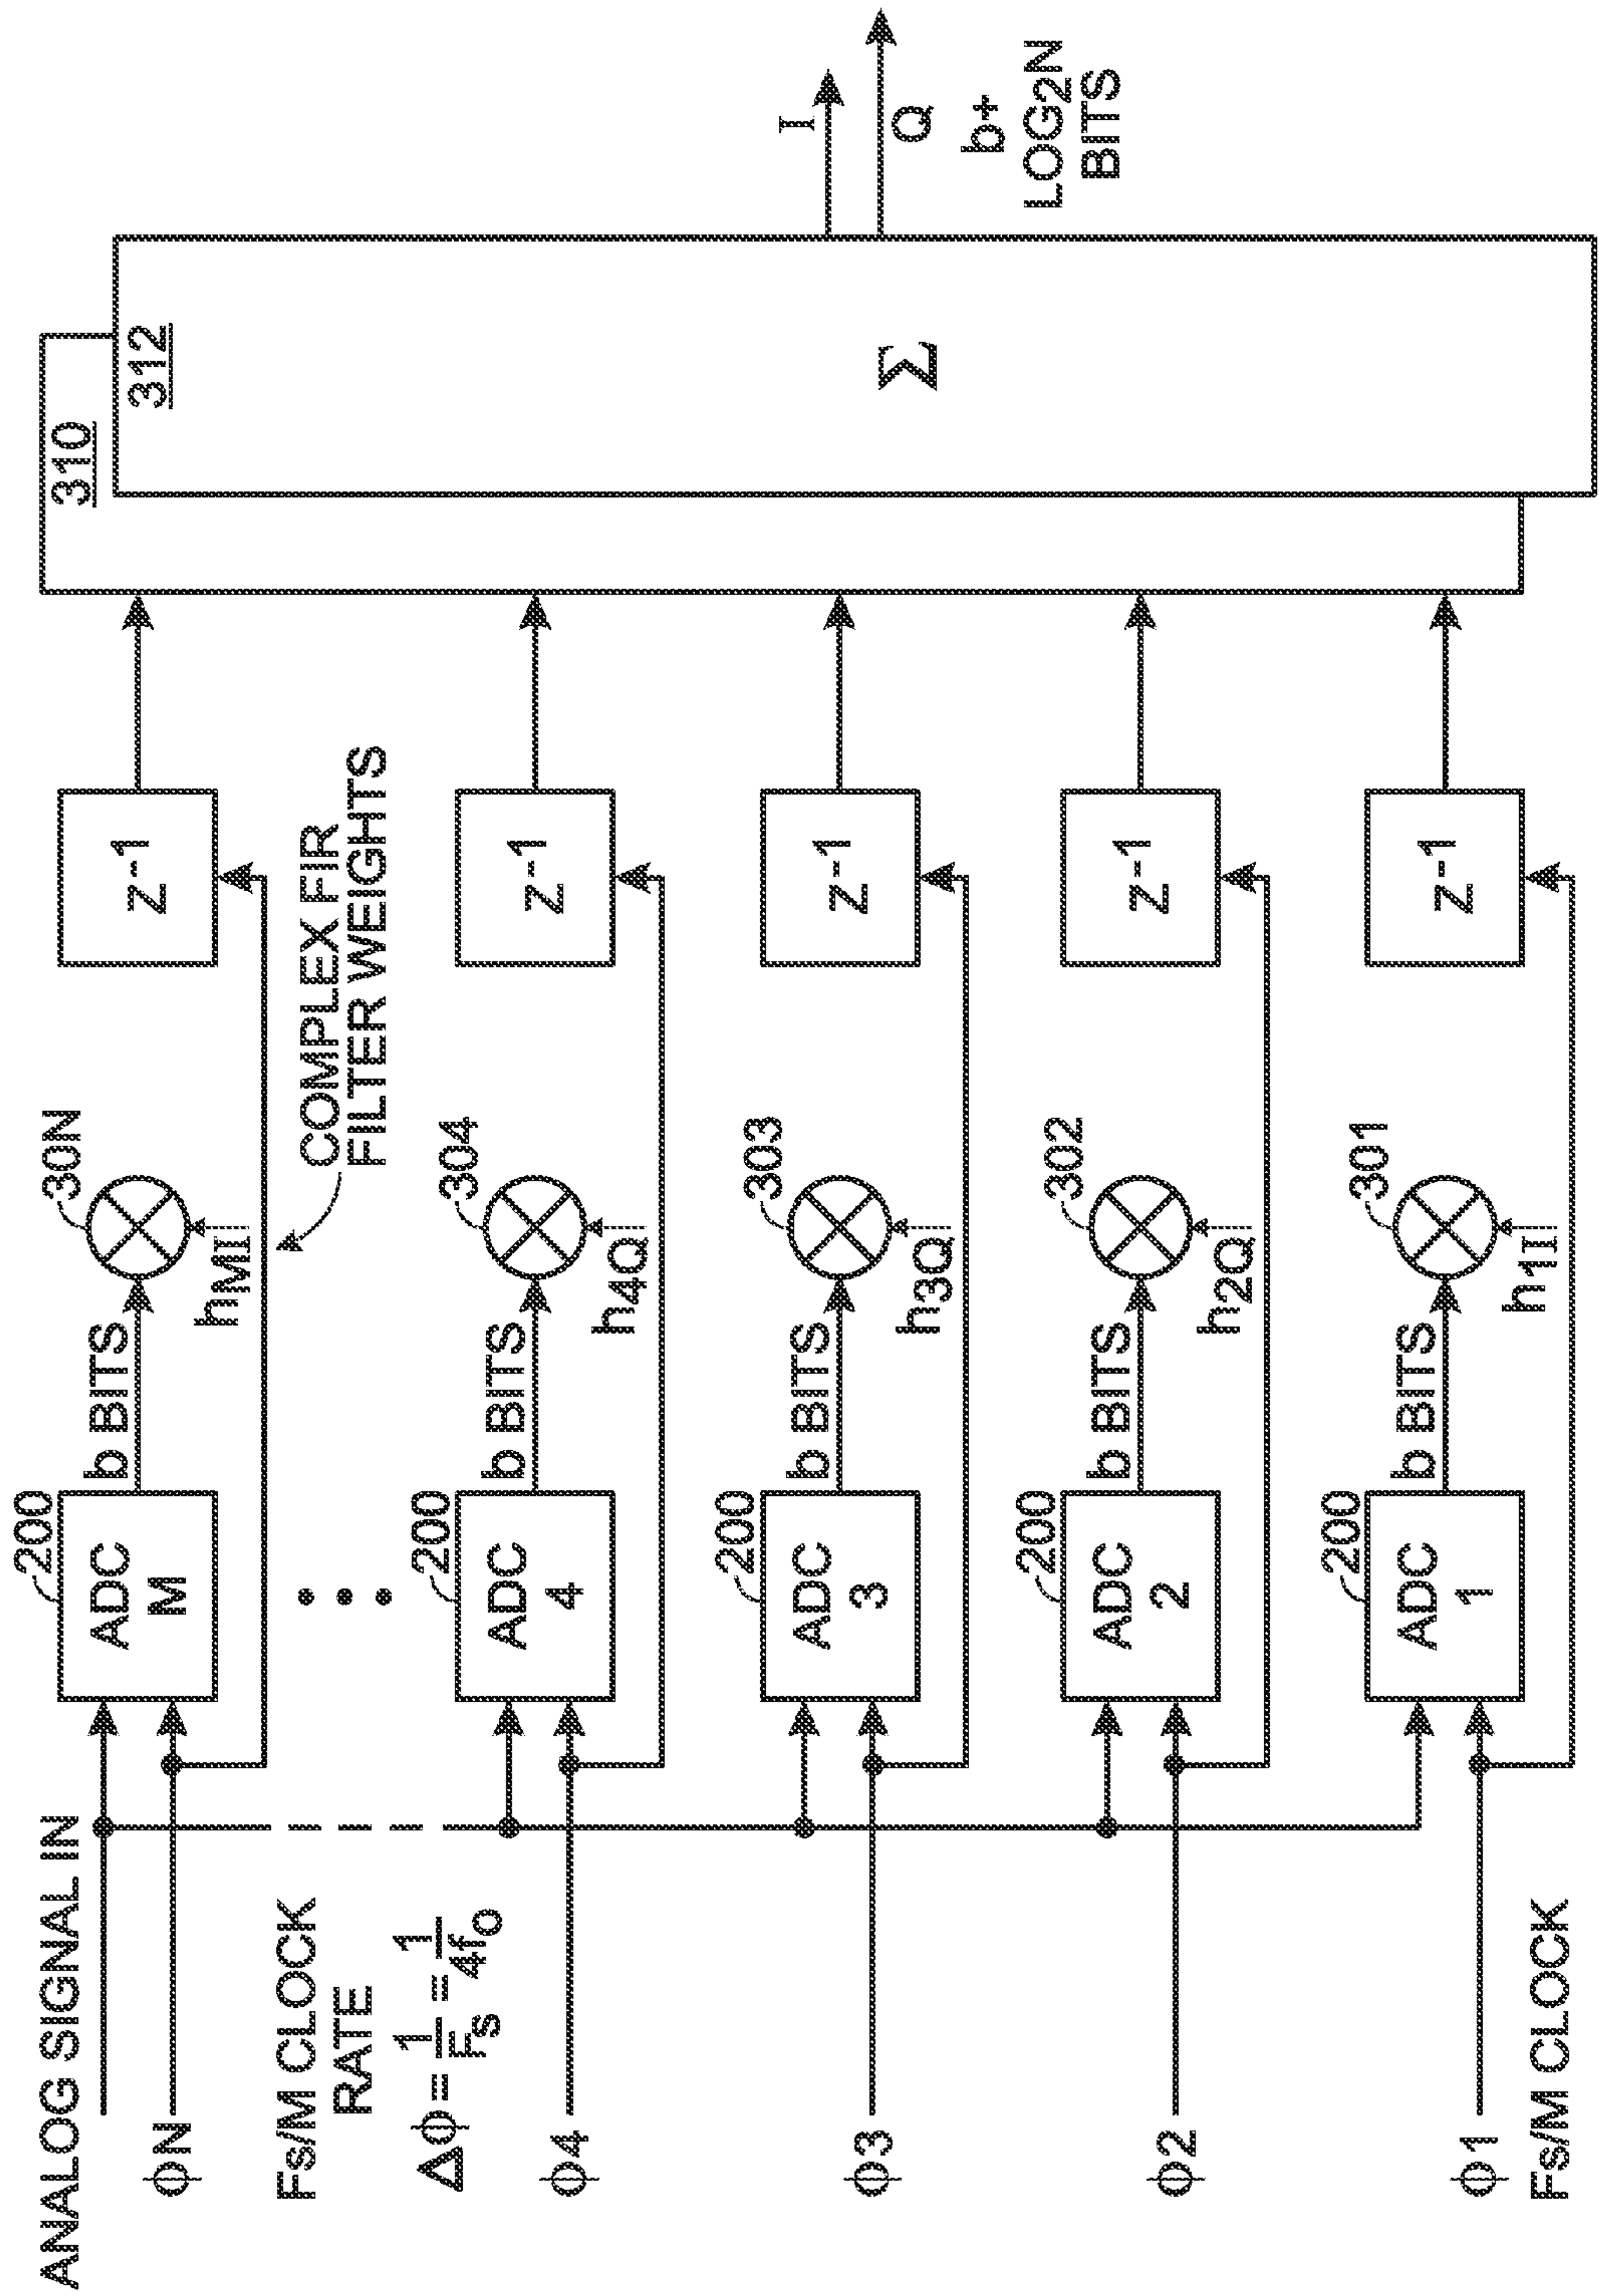 ANALOG SIGNAL IN
ϕN
Fs/M CLOCK
RATE
Δϕ = 1/Fs = 1/4fo
ϕ4
ϕ3
ϕ2
ϕ1
Fs/M CLOCK
200
ADC
M
b BITS
30N
hMI
COMPLEX FIR
FILTER WEIGHTS
z-1
200
ADC
4
b BITS
304
h4Q
z-1
200
ADC
3
b BITS
303
h3Q
z-1
200
ADC
2
b BITS
302
h2Q
z-1
200
ADC
1
b BITS
301
h1I
z-1
310
312
Σ
I
Q
b+
LOG2N
BITS